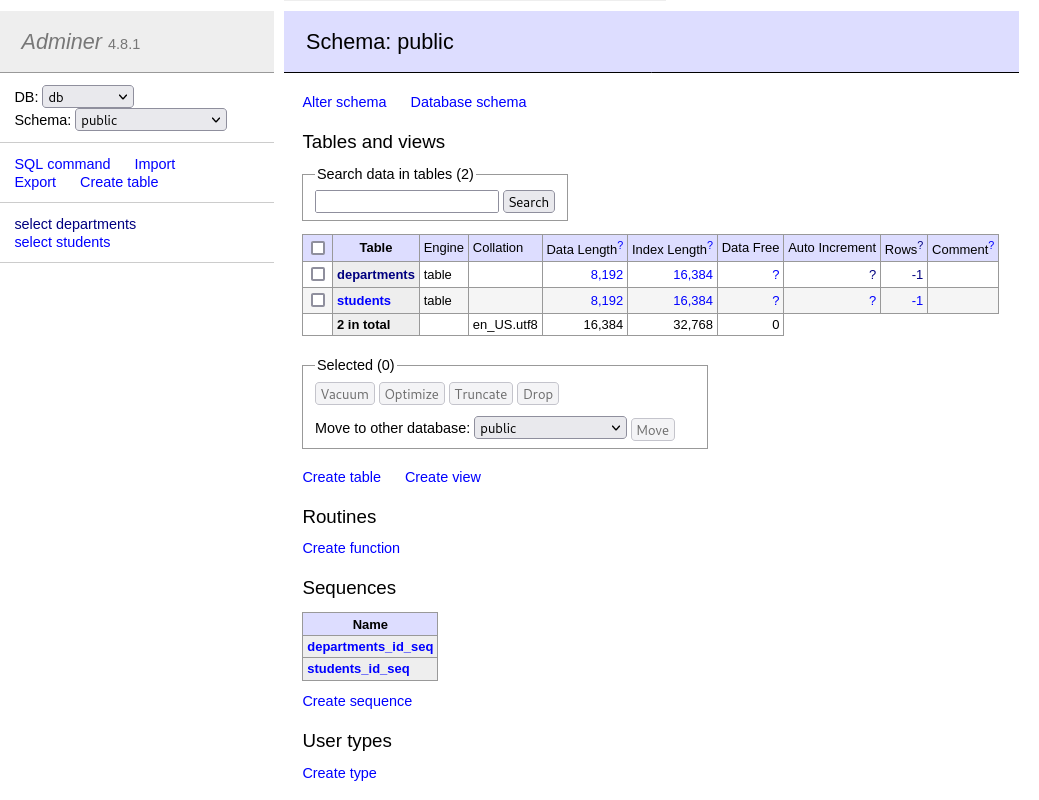 Adminer 4.8.1
DB: db
Schema: public
SQL command Import
Export Create table
select departments
select students
Schema: public
Alter schema Database schema
Tables and views
Search data in tables (2)
Search
Table Engine Collation Data Length? Index Length? Data Free Auto Increment Rows? Comment?
departments table 8,192 16,384 ? ? -1
students table 8,192 16,384 ? ? -1
2 in total en_US.utf8 16,384 32,768 0
Selected (0)
Vacuum Optimize Truncate Drop
Move to other database: public Move
Create table Create view
Routines
Create function
Sequences
Name
departments_id_seq
students_id_seq
Create sequence
User types
Create type